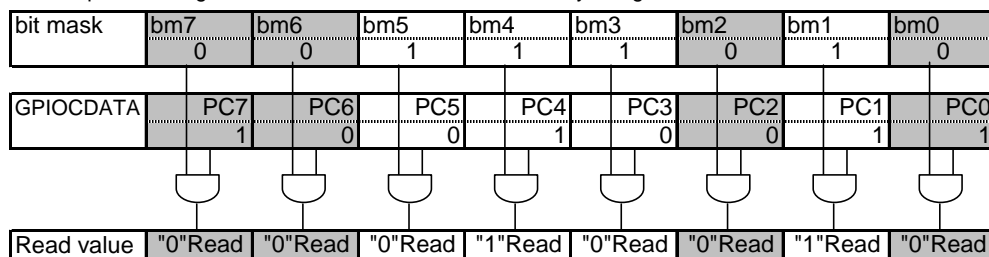 bit mask bm7 bm6 bm5 bm4 bm3 bm2 bm1 bm0
0 0 1 1 1 0 1 0
GPIOCDATA PC7 PC6 PC5 PC4 PC3 PC2 PC1 PC0
1 0 0 1 0 0 1 1
Read value "0"Read "0"Read "0"Read "1"Read "0"Read "0"Read "1"Read "0"Read